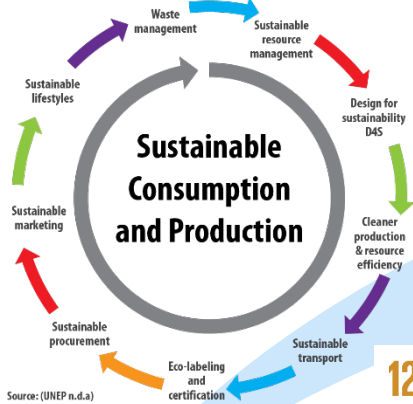 Waste
management
Sustainable
resource
management
Design for
sustainability
D4S
Cleaner
production
& resource
efficiency
Sustainable
transport
Eco-labeling
and
certification
Sustainable
procurement
Sustainable
marketing
Sustainable
lifestyles
Sustainable
Consumption
and Production
Source: (UNEP n.d.a)
12